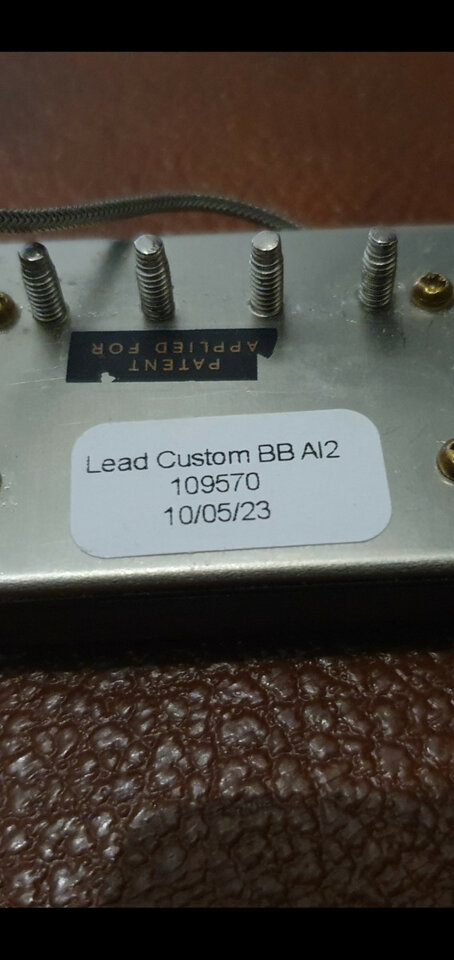 PATENT
APPLIED FOR
Lead Custom BB AI2
109570
10/05/23